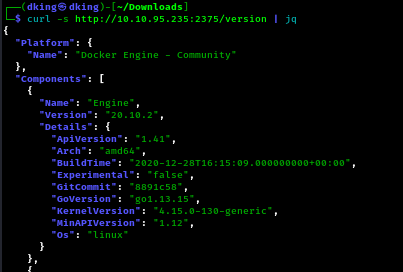 (dking㉿dking)-[~/Downloads]
$ curl -s http://10.10.95.235:2375/version | jq
{
"Platform": {
"Name": "Docker Engine - Community"
},
"Components": [
{
"Name": "Engine",
"Version": "20.10.2",
"Details": {
"ApiVersion": "1.41",
"Arch": "amd64",
"BuildTime": "2020-12-28T16:15:09.000000000+00:00",
"Experimental": "false",
"GitCommit": "8891c58",
"GoVersion": "go1.13.15",
"KernelVersion": "4.15.0-130-generic",
"MinAPIVersion": "1.12",
"Os": "linux"
}
},
{